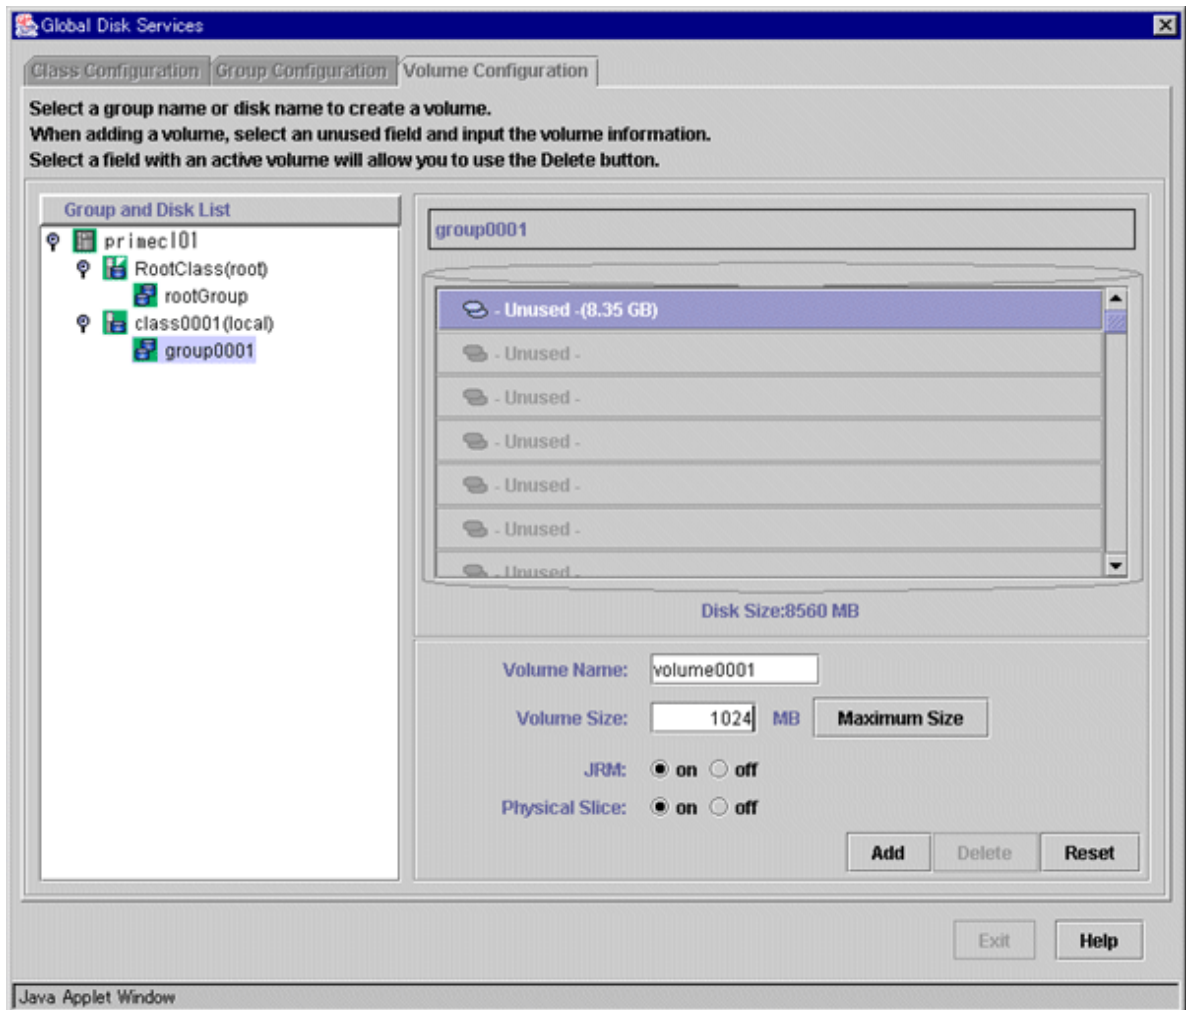 Global Disk Services
Class Configuration Group Configuration Volume Configuration
Select a group name or disk name to create a volume.
When adding a volume, select an unused field and input the volume information.
Select a field with an active volume will allow you to use the Delete button.
Group and Disk List
primecl01
RootClass(root)
rootGroup
class0001(local)
group0001
group0001
- Unused -(8.35 GB)
- Unused -
- Unused -
- Unused -
- Unused -
- Unused -
- Unused -
Disk Size:8560 MB
Volume Name: volume0001
Volume Size: 1024 MB Maximum Size
JRM: on off
Physical Slice: on off
Add Delete Reset
Exit Help
Java Applet Window